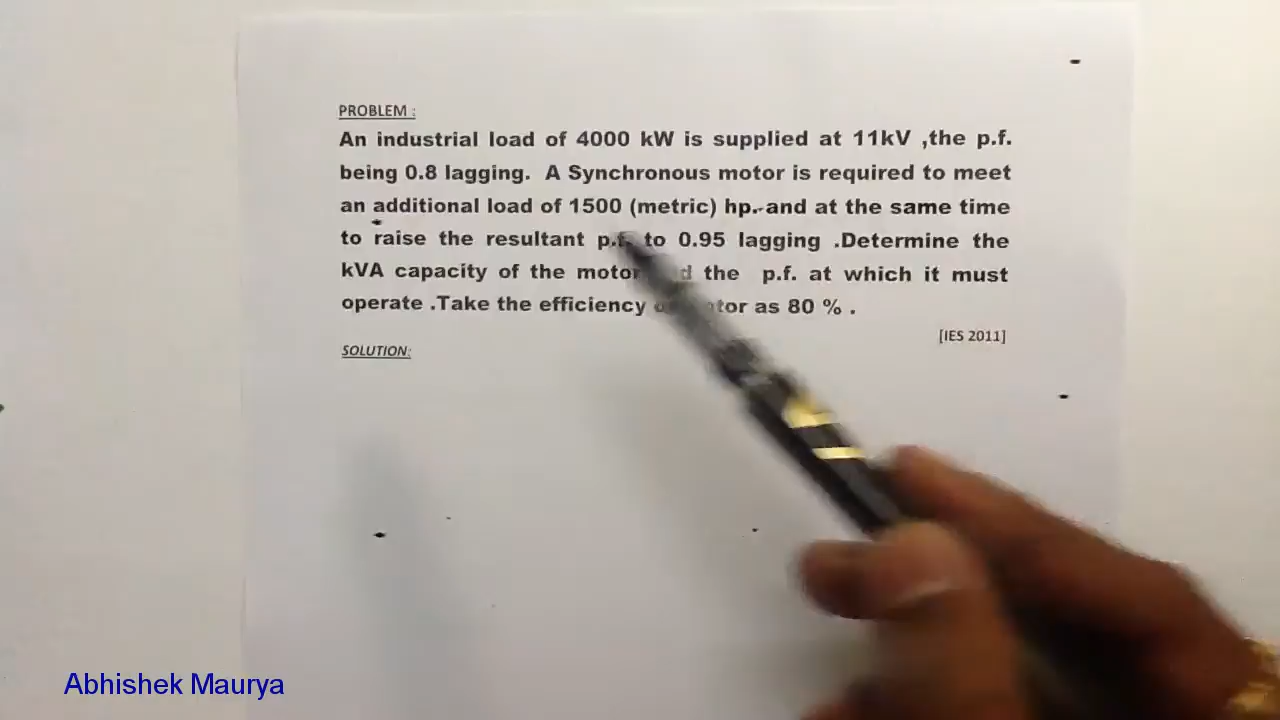 PROBLEM :
An industrial load of 4000 kW is supplied at 11kV ,the p.f.
being 0.8 lagging. A Synchronous motor is required to meet
an additional load of 1500 (metric) hp. and at the same time
to raise the resultant p.f. to 0.95 lagging .Determine the
kVA capacity of the motor the p.f. at which it must
operate .Take the efficiency as 80 % .
[IES 2011]
SOLUTION:
Abhishek Maurya